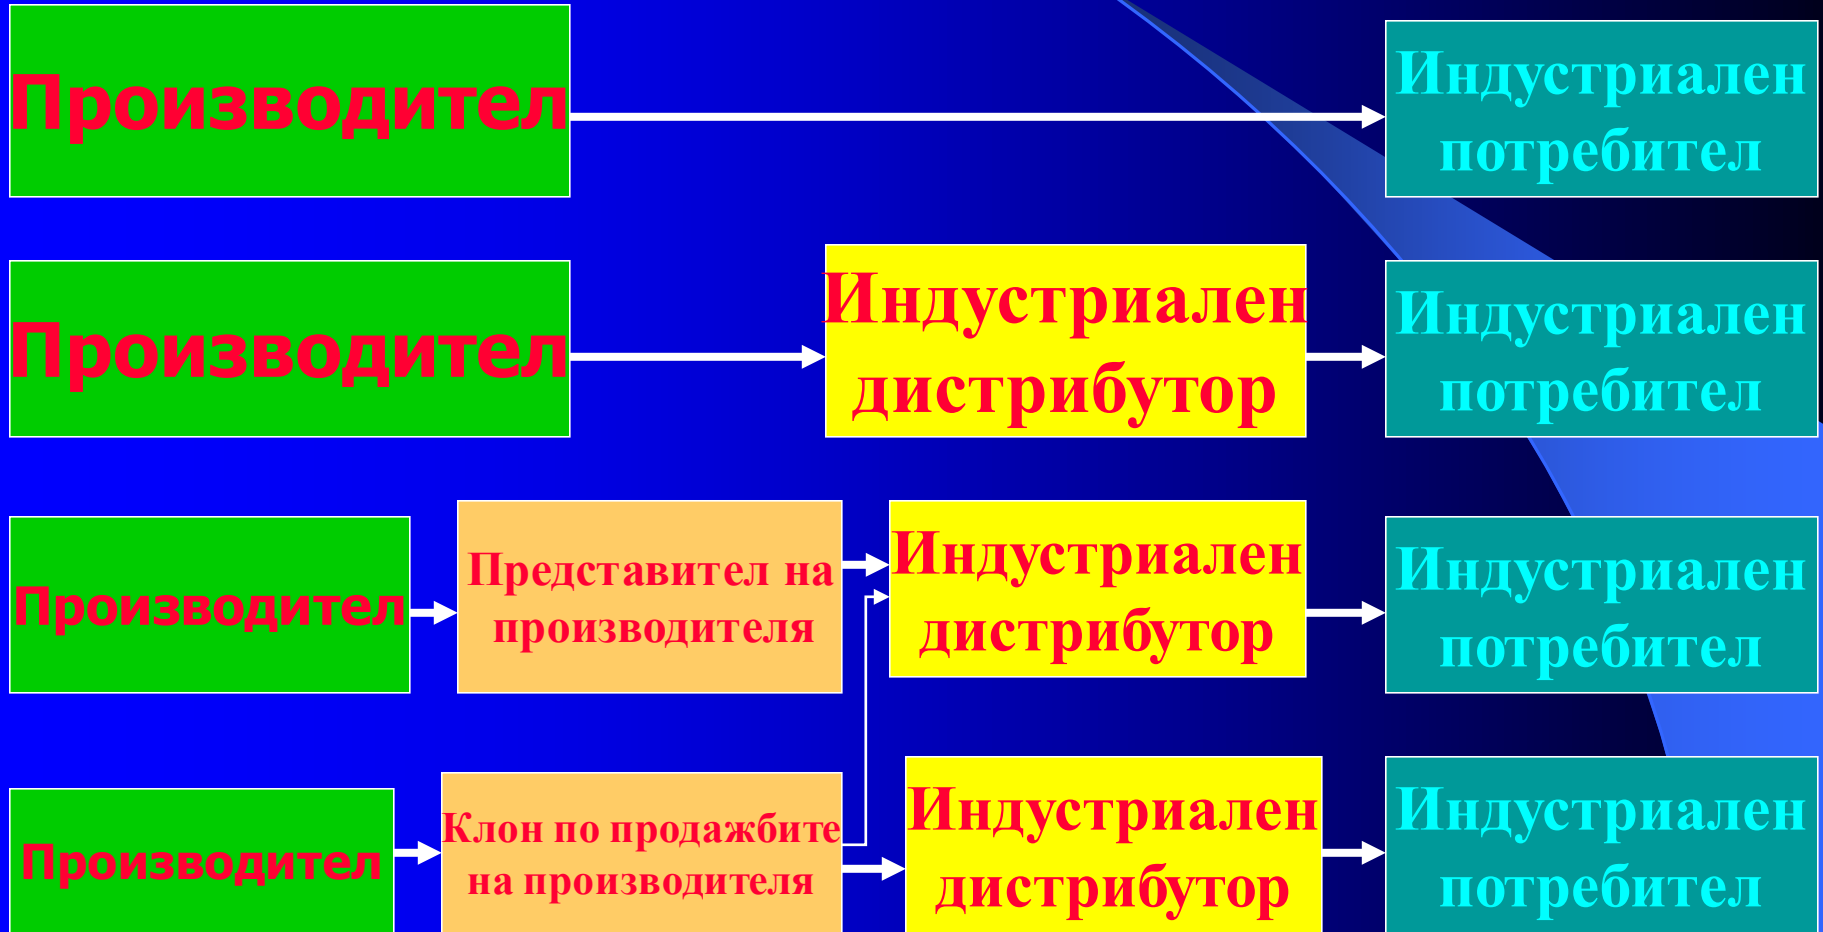 Производител
Индустриален
потребител
Производител
Индустриален
дистрибутор
Индустриален
потребител
Производител
Представител на
производителя
Индустриален
дистрибутор
Индустриален
потребител
Производител
Клон по продажбите
на производителя
Индустриален
дистрибутор
Индустриален
потребител